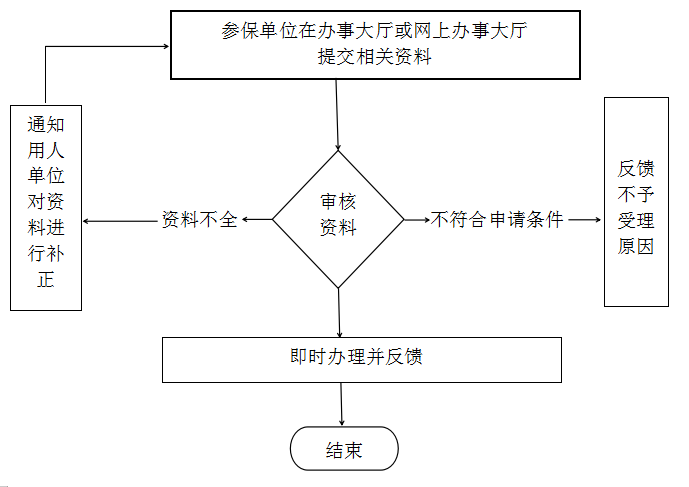 参保单位在办事大厅或网上办事大厅
提交相关资料
通知
用人
单位
对资
料进
行补
正
资料不全
审核
资料
不符合申请条件
反馈
不予
受理
原因
即时办理并反馈
结束